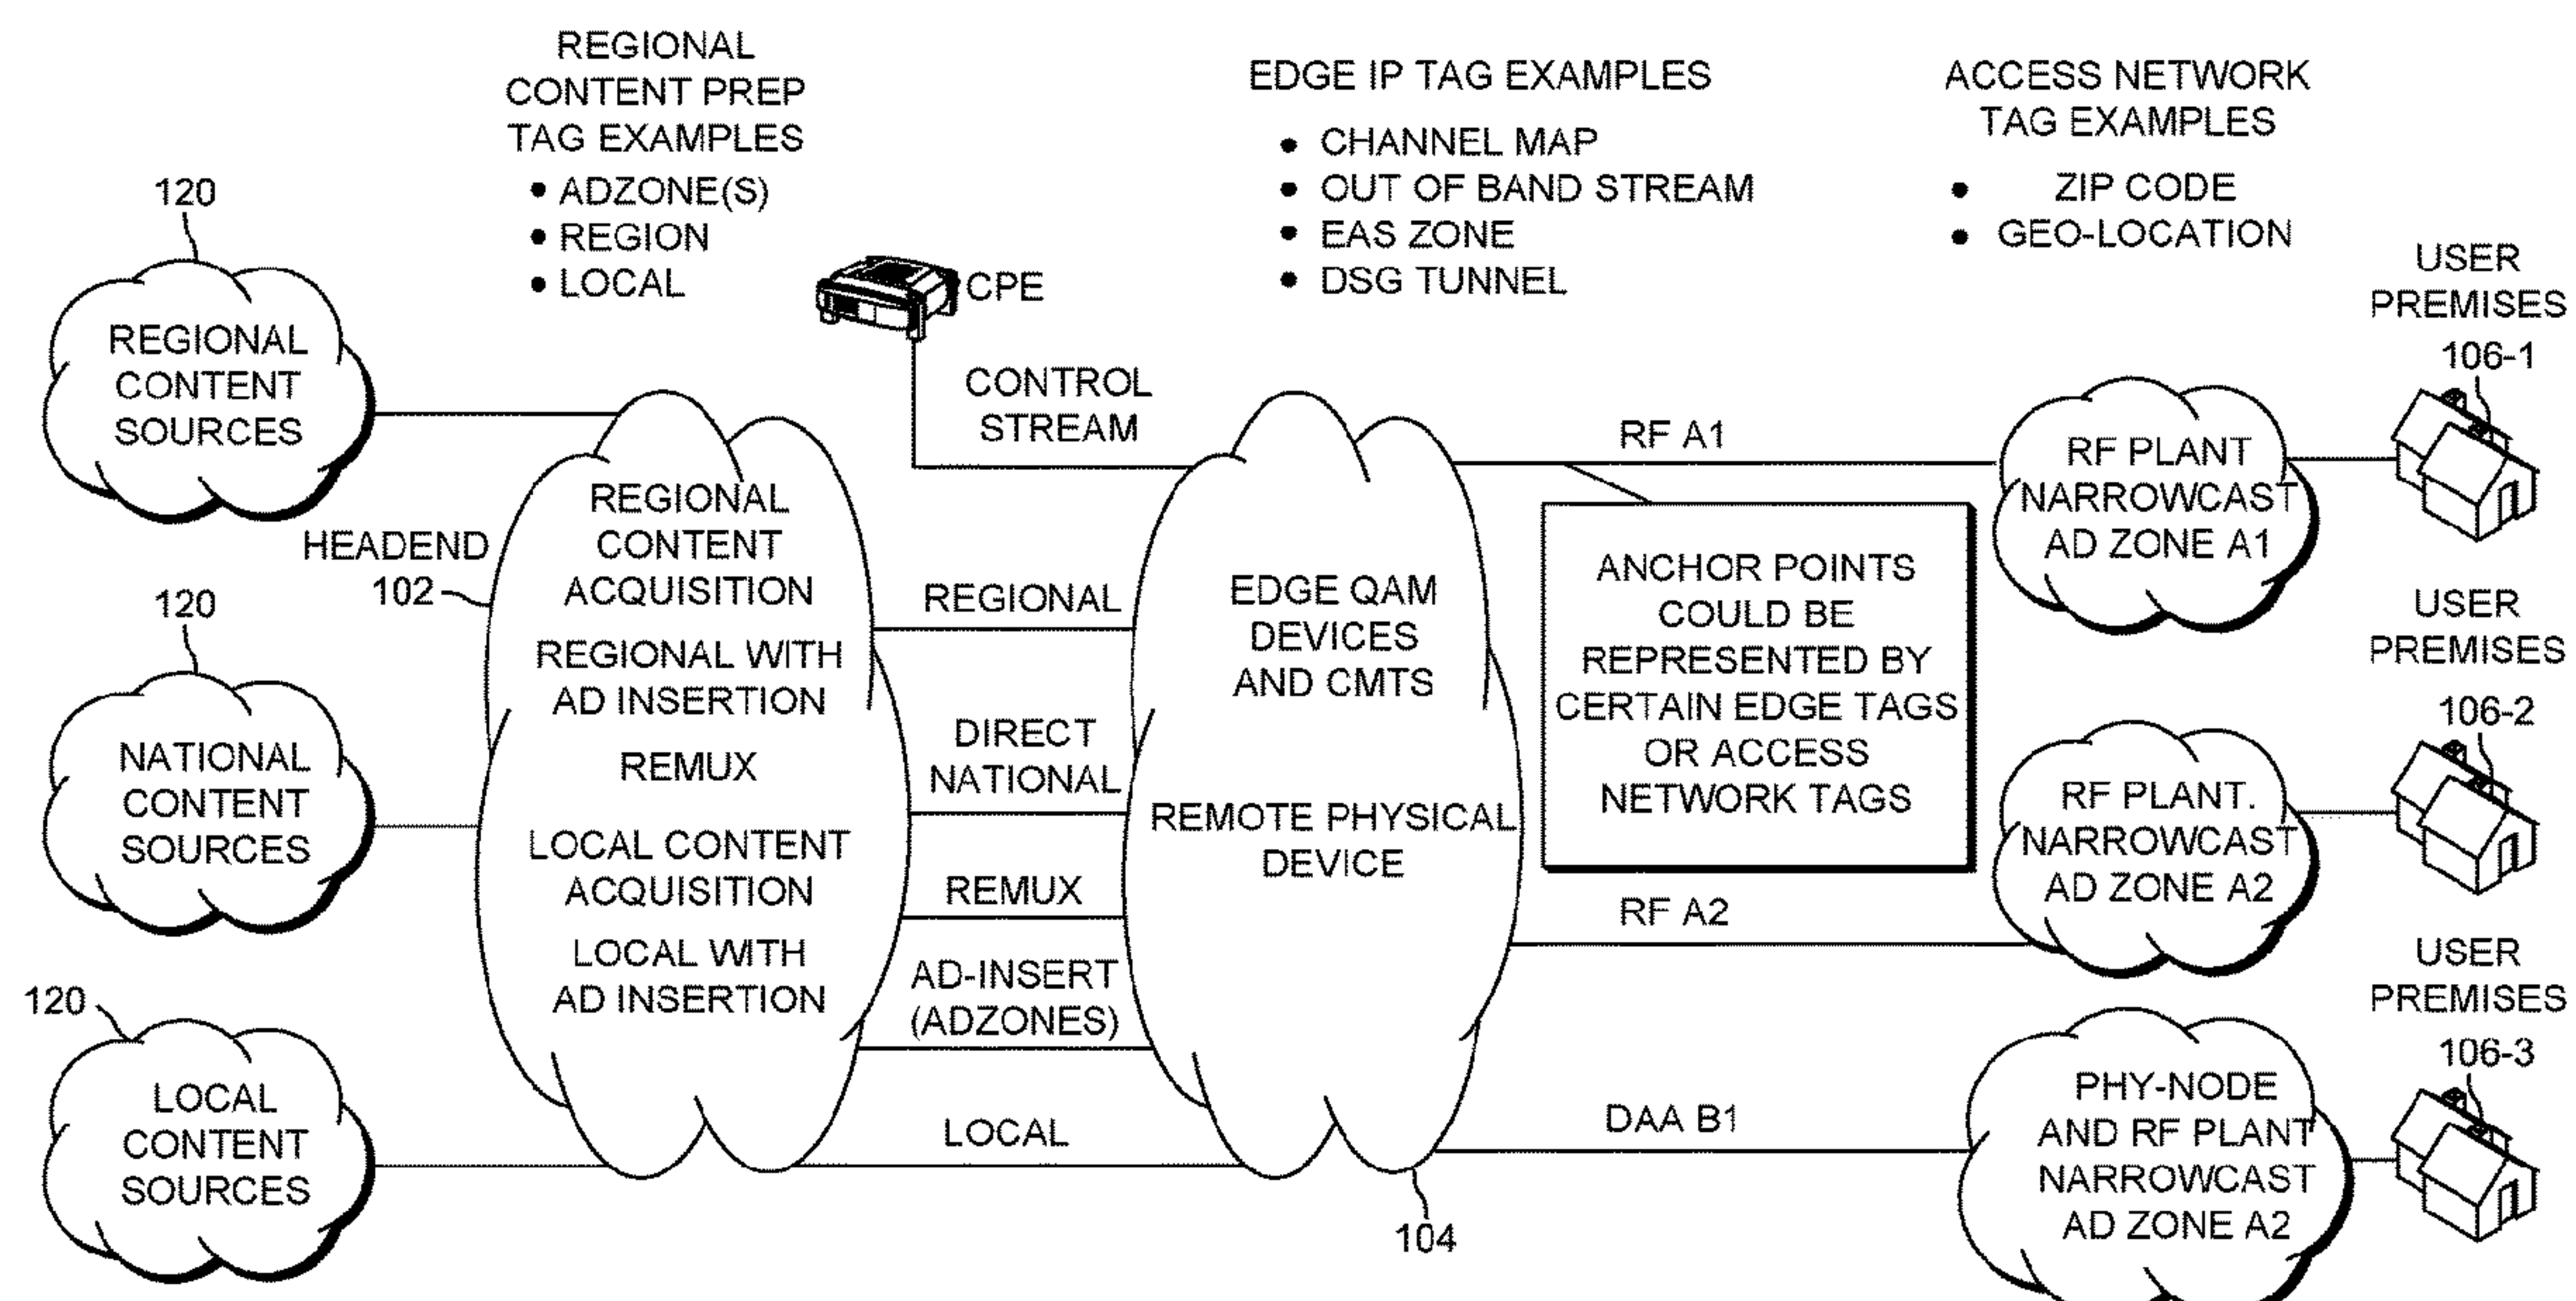 REGIONAL
CONTENT PREP
TAG EXAMPLES
• ADZONE(S)
• REGION
• LOCAL
EDGE IP TAG EXAMPLES
• CHANNEL MAP
• OUT OF BAND STREAM
• EAS ZONE
• DSG TUNNEL
ACCESS NETWORK
TAG EXAMPLES
• ZIP CODE
• GEO-LOCATION
120
REGIONAL
CONTENT
SOURCES
120
NATIONAL
CONTENT
SOURCES
120
LOCAL
CONTENT
SOURCES
HEADEND
102
REGIONAL
CONTENT
ACQUISITION
REGIONAL WITH
AD INSERTION
REMUX
LOCAL CONTENT
ACQUISITION
LOCAL WITH
AD INSERTION
CPE
CONTROL
STREAM
REGIONAL
DIRECT
NATIONAL
REMUX
AD-INSERT
(ADZONES)
LOCAL
EDGE QAM
DEVICES
AND CMTS
REMOTE PHYSICAL
DEVICE
104
RF A1
ANCHOR POINTS
COULD BE
REPRESENTED BY
CERTAIN EDGE TAGS
OR ACCESS
NETWORK TAGS
RF A2
DAA B1
RF PLANT
NARROWCAST
AD ZONE A1
RF PLANT.
NARROWCAST
AD ZONE A2
PHY-NODE
AND RF PLANT
NARROWCAST
AD ZONE A2
USER
PREMISES
106-1
USER
PREMISES
106-2
USER
PREMISES
106-3